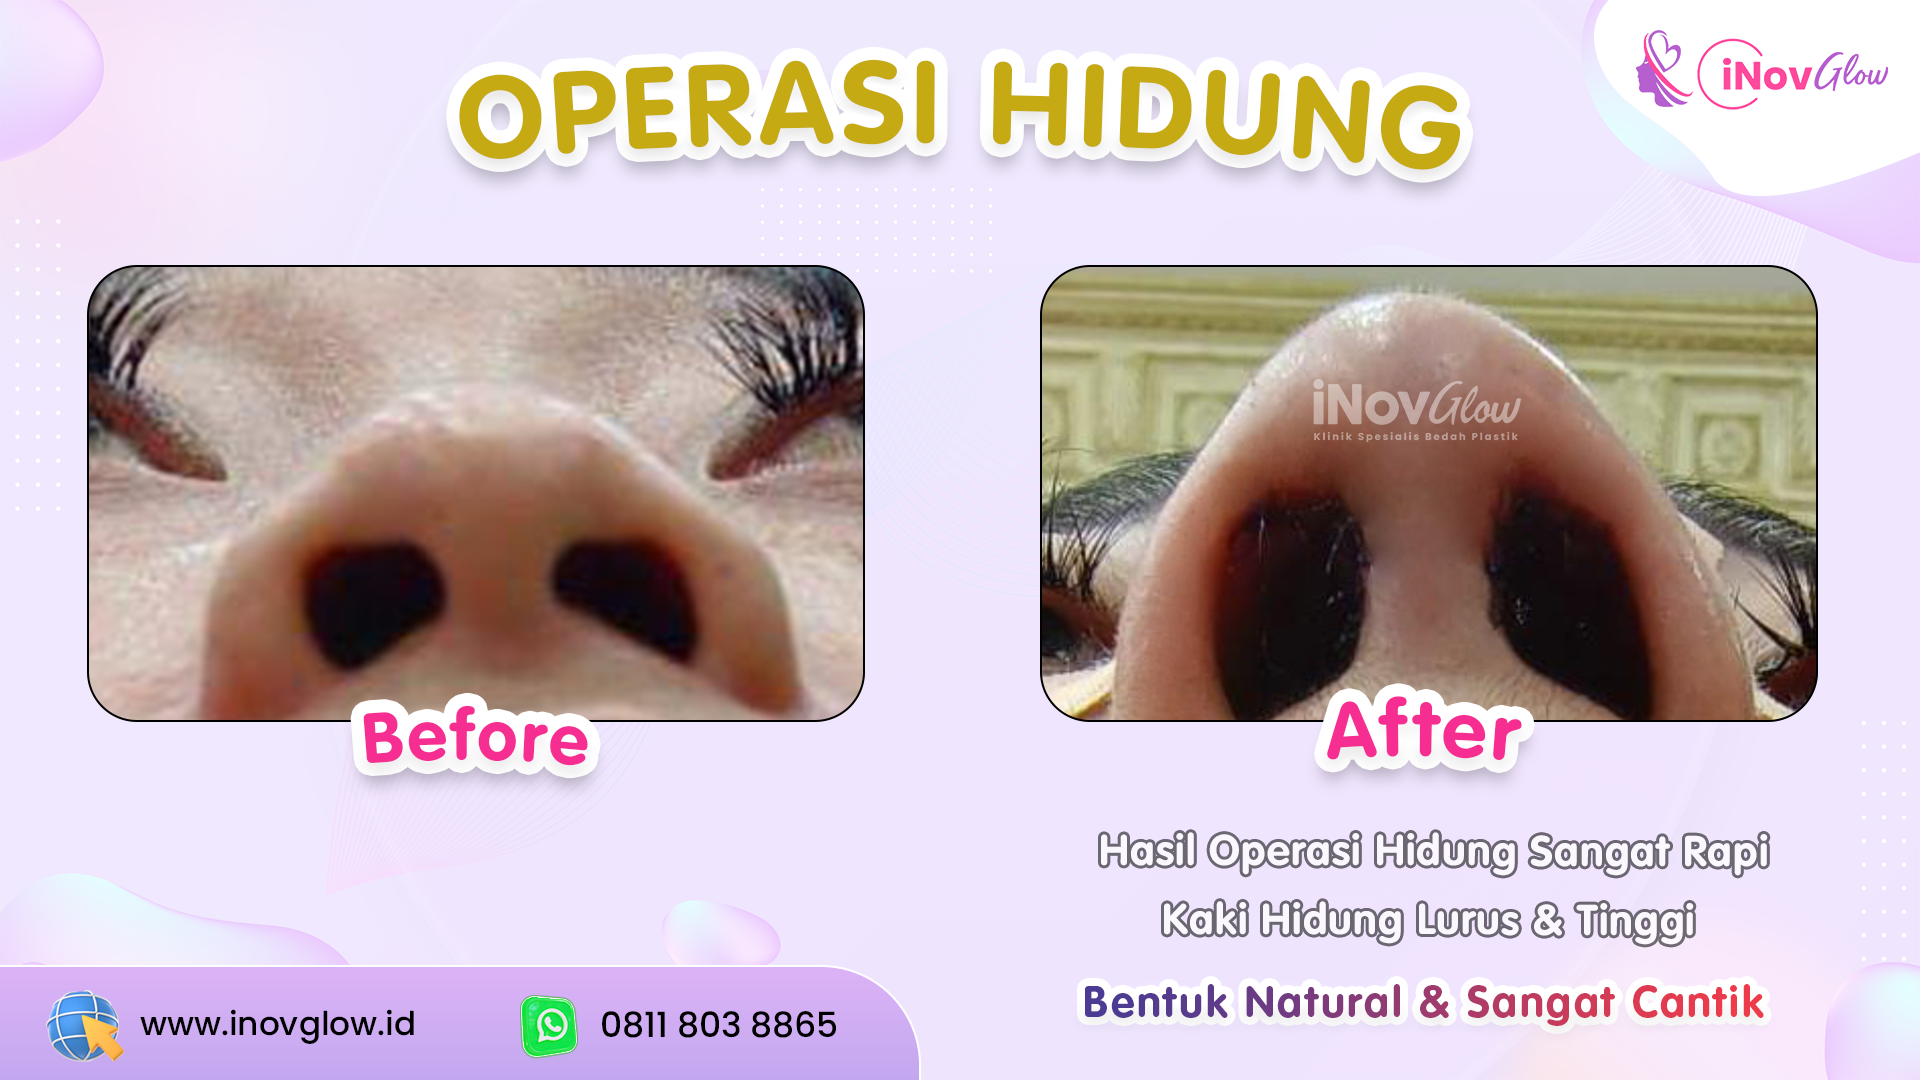 OPERASI HIDUNG
iNovGlow
iNovGlow
Klinik Spesialis Bedah Plastik
Before
After
Hasil Operasi Hidung Sangat Rapi
Kaki Hidung Lurus & Tinggi
Bentuk Natural & Sangat Cantik
www.inovglow.id
0811 803 8865